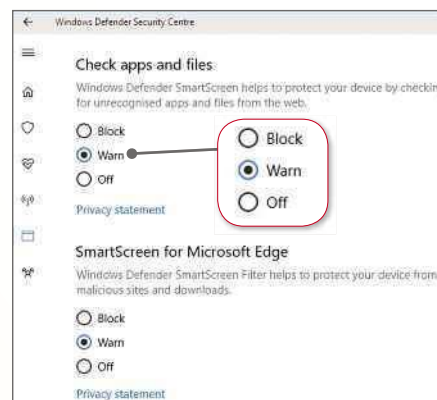 Windows Defender Security Centre
Check apps and files
Windows Defender SmartScreen helps to protect your device by checkin
for unrecognised apps and files from the web.
Block
Warn
Off
Block
Warn
Off
Privacy statement
SmartScreen for Microsoft Edge
Windows Defender SmartScreen Filter helps to protect your device from
malicious sites and downloads.
Block
Warn
Off
Privacy statement